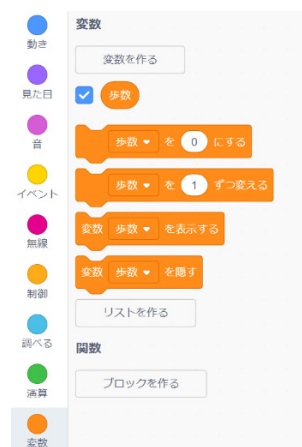 動き
見た目
音
イベント
無線
制御
調べる
演算
変数
変数
変数を作る
歩数
歩数 を 0 にする
歩数 を 1 ずつ変える
変数 歩数 を表示する
変数 歩数 を隠す
リストを作る
関数
ブロックを作る